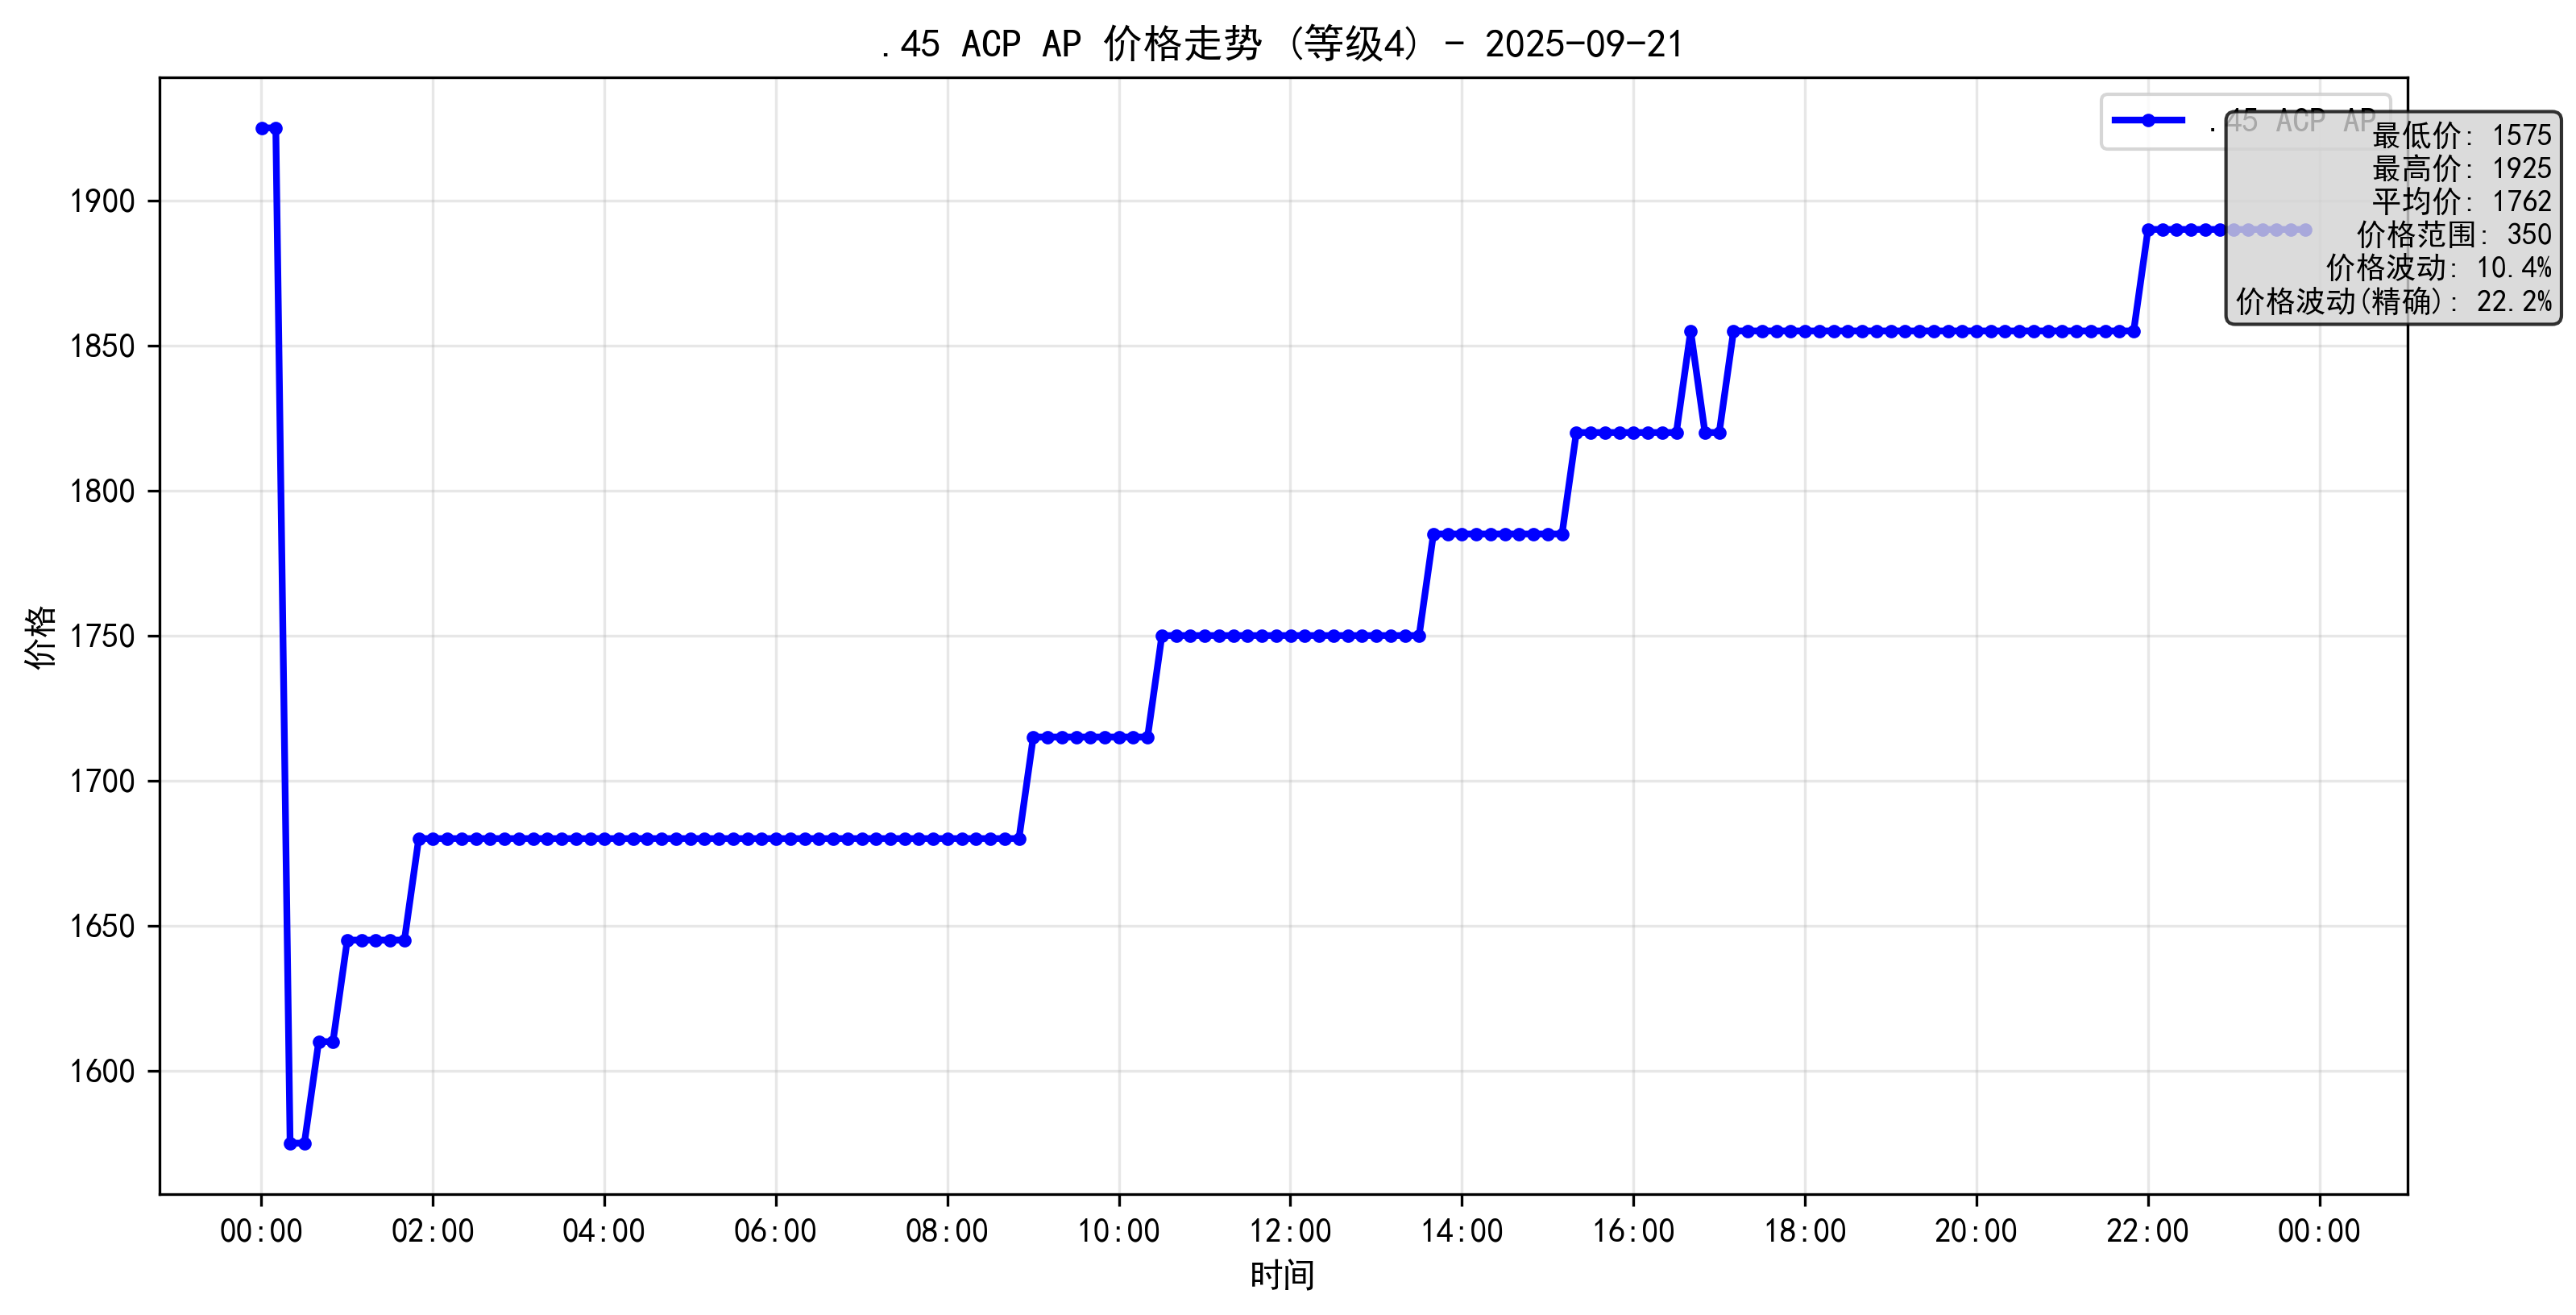 .45 ACP AP 价格走势 (等级4) - 2025-09-21
.45 ACP AP
最低价: 1575
最高价: 1925
平均价: 1762
价格范围: 350
价格波动: 10.4%
价格波动(精确): 22.2%
价格
1900
1850
1800
1750
1700
1650
1600
00:00 02:00 04:00 06:00 08:00 10:00 12:00 14:00 16:00 18:00 20:00 22:00 00:00
时间